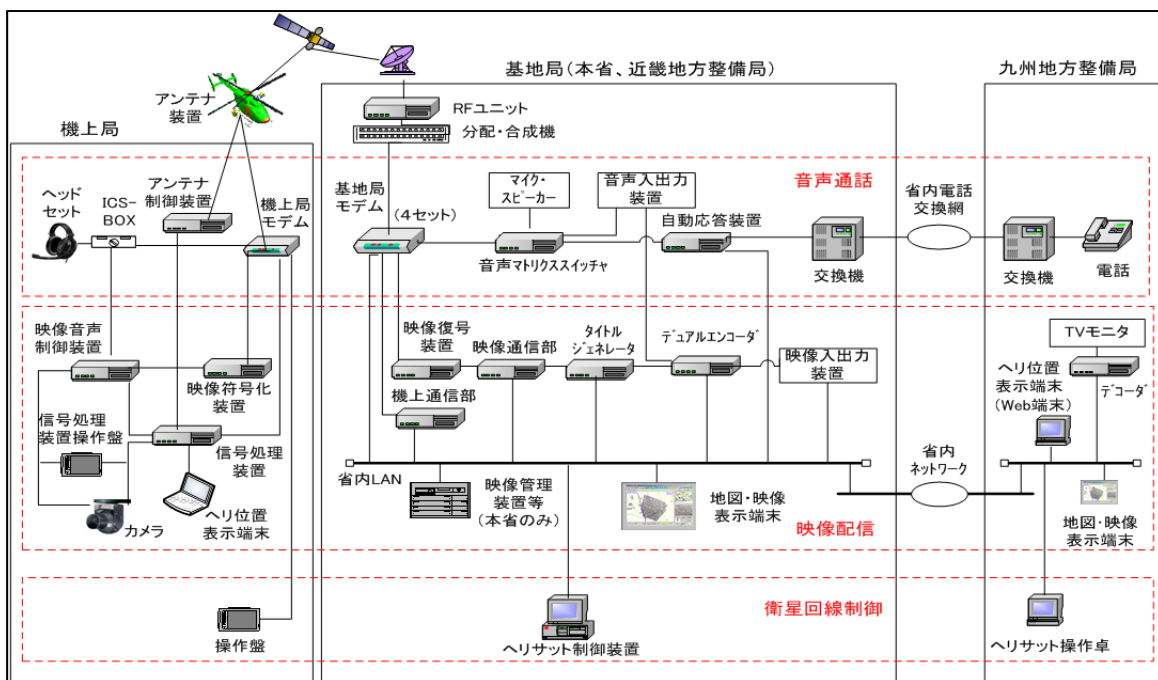 基地局(本省、近畿地方整備局)
九州地方整備局
機上局
アンテナ
装置
RFユニット
分配・合成機
音声通話
ヘッド
セット
ICS-
BOX
アンテナ
制御装置
機上局
モデム
基地局
モデム
(4セット)
マイク・
スピーカー
音声入出力
装置
自動応答装置
音声マトリクススイッチャ
交換機
省内電話
交換網
交換機
電話
映像音声
制御装置
映像符号化
装置
信号処理
装置操作盤
信号処理
装置
カメラ
ヘリ位置
表示端末
映像復号
装置
映像通信部
タイトル
ジェネレータ
デュアルエンコーダ
映像入出力
装置
機上通信部
TVモニタ
ヘリ位置
表示端末
(Web端末)
デコーダ
省内LAN
映像管理
装置等
(本省のみ)
地図・映像
表示端末
省内
ネットワーク
地図・映像
表示端末
映像配信
衛星回線制御
操作盤
ヘリサット制御装置
ヘリサット操作卓